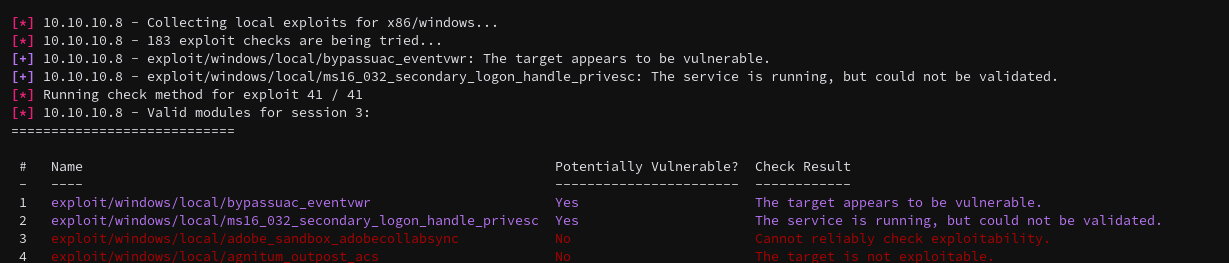 [*] 10.10.10.8 - Collecting local exploits for x86/windows...
[*] 10.10.10.8 - 183 exploit checks are being tried...
[+] 10.10.10.8 - exploit/windows/local/bypassuac_eventvwr: The target appears to be vulnerable.
[+] 10.10.10.8 - exploit/windows/local/ms16_032_secondary_logon_handle_privesc: The service is running, but could not be validated.
[*] Running check method for exploit 41 / 41
[*] 10.10.10.8 - Valid modules for session 3:
============================
# Name Potentially Vulnerable? Check Result
- ---- ----------------------- ------------
1 exploit/windows/local/bypassuac_eventvwr Yes The target appears to be vulnerable.
2 exploit/windows/local/ms16_032_secondary_logon_handle_privesc Yes The service is running, but could not be validated.
3 exploit/windows/local/adobe_sandbox_adobecollabsync No Cannot reliably check exploitability.
4 exploit/windows/local/agnitum_outpost_acs No The target is not exploitable.